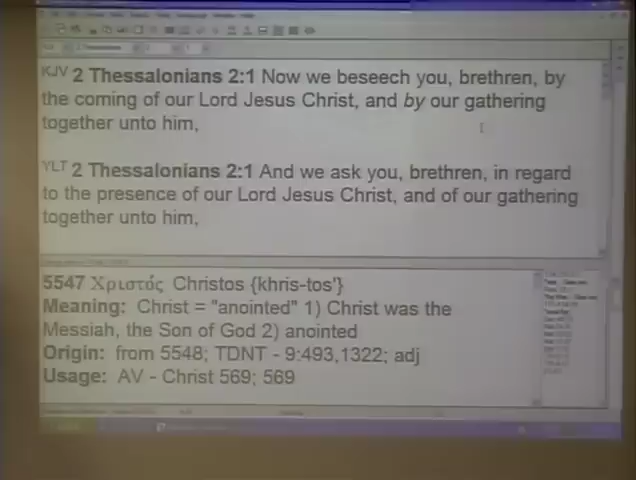 2 Thessalonians
KJV 2 Thessalonians 2:1 Now we beseech you, brethren, by
the coming of our Lord Jesus Christ, and by our gathering
together unto him,
YLT 2 Thessalonians 2:1 And we ask you, brethren, in regard
to the presence of our Lord Jesus Christ, and of our gathering
together unto him,
5547 Χριστός Christos {khris-tos'}
Meaning: Christ = "anointed" 1) Christ was the
Messiah, the Son of God 2) anointed
Origin: from 5548; TDNT - 9:493,1322; adj
Usage: AV - Christ 569; 569